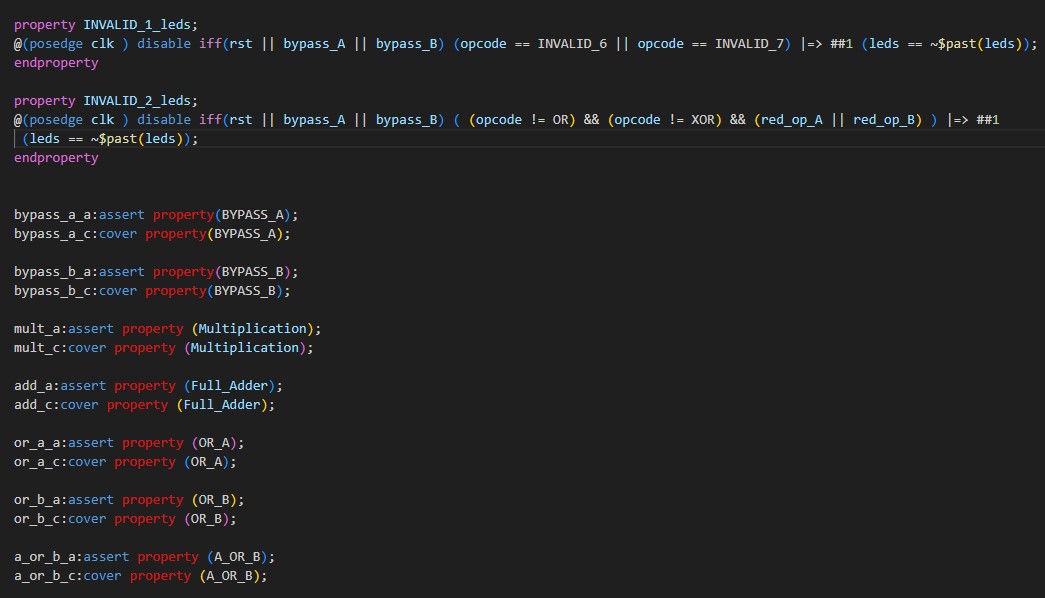 property INVALID_1_leds;
@(posedge clk ) disable iff(rst || bypass_A || bypass_B) (opcode == INVALID_6 || opcode == INVALID_7) |=> ##1 (leds == ~$past(leds));
endproperty
property INVALID_2_leds;
@(posedge clk ) disable iff(rst || bypass_A || bypass_B) ( (opcode != OR) && (opcode != XOR) && (red_op_A || red_op_B) ) |=> ##1
(leds == ~$past(leds));
endproperty
bypass_a_a:assert property(BYPASS_A);
bypass_a_c:cover property(BYPASS_A);
bypass_b_a:assert property(BYPASS_B);
bypass_b_c:cover property(BYPASS_B);
mult_a:assert property (Multiplication);
mult_c:cover property (Multiplication);
add_a:assert property (Full_Adder);
add_c:cover property (Full_Adder);
or_a_a:assert property (OR_A);
or_a_c:cover property (OR_A);
or_b_a:assert property (OR_B);
or_b_c:cover property (OR_B);
a_or_b_a:assert property (A_OR_B);
a_or_b_c:cover property (A_OR_B);